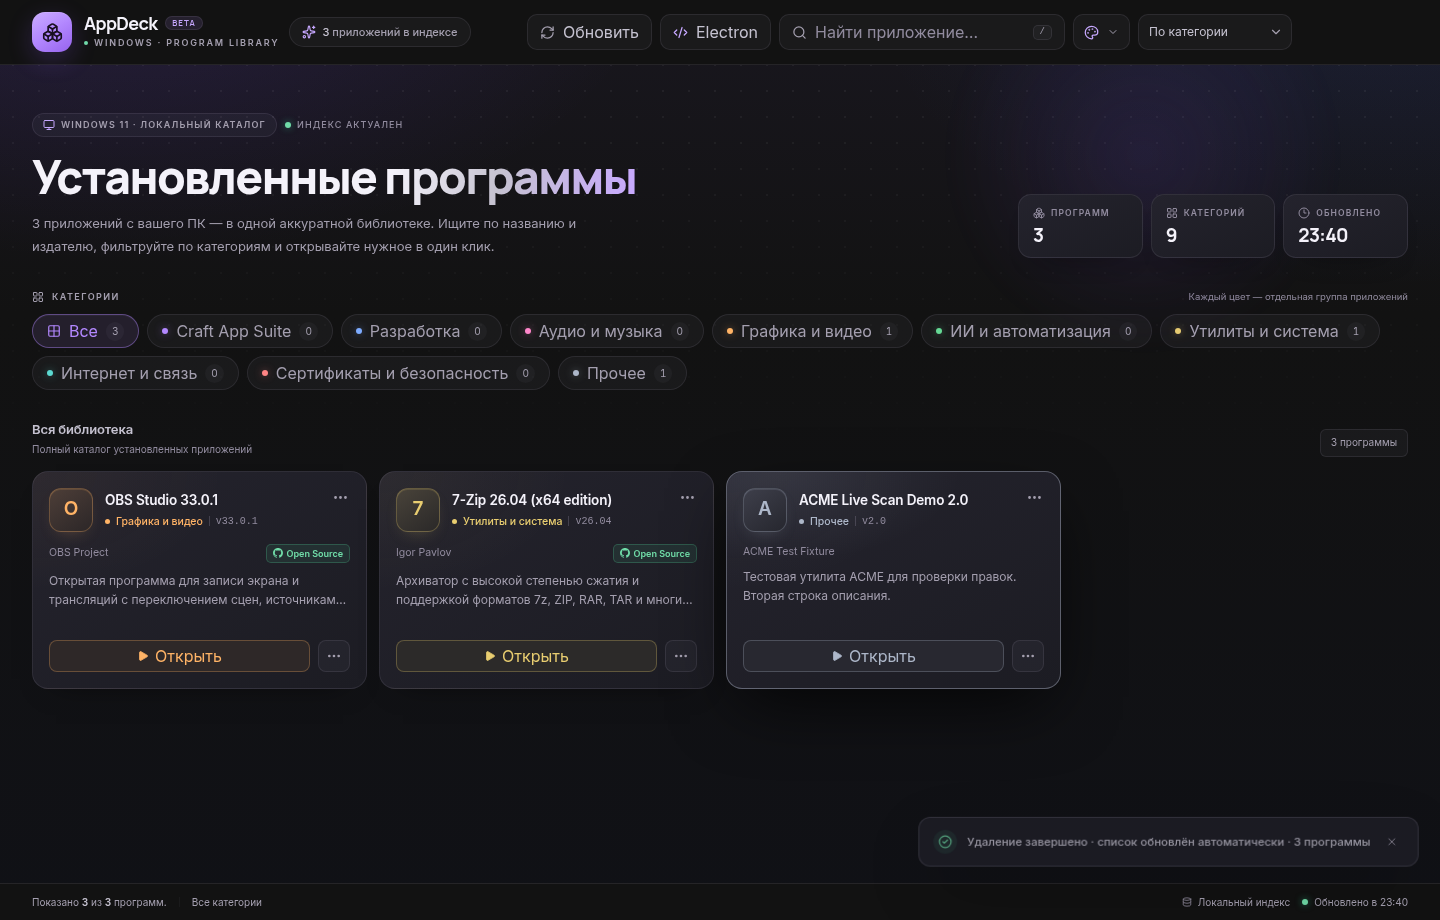 AppDeck BETA
WINDOWS · PROGRAM LIBRARY
3 приложений в индексе
Обновить
Electron
Найти приложение...
/
По категории
WINDOWS 11 · ЛОКАЛЬНЫЙ КАТАЛОГ
ИНДЕКС АКТУАЛЕН
Установленные программы
3 приложений с вашего ПК — в одной аккуратной библиотеке. Ищите по названию и
издателю, фильтруйте по категориям и открывайте нужное в один клик.
ПРОГРАММ
3
КАТЕГОРИЙ
9
ОБНОВЛЕНО
23:40
КАТЕГОРИИ
Каждый цвет — отдельная группа приложений
Все 3
Craft App Suite 0
Разработка 0
Аудио и музыка 0
Графика и видео 1
ИИ и автоматизация 0
Утилиты и система 1
Интернет и связь 0
Сертификаты и безопасность 0
Прочее 1
Вся библиотека
Полный каталог установленных приложений
3 программы
O
OBS Studio 33.0.1
Графика и видео
v33.0.1
OBS Project
Open Source
Открытая программа для записи экрана и
трансляций с переключением сцен, источникам...
Открыть
7
7-Zip 26.04 (x64 edition)
Утилиты и система
v26.04
Igor Pavlov
Open Source
Архиватор с высокой степенью сжатия и
поддержкой форматов 7z, ZIP, RAR, TAR и многи...
Открыть
A
ACME Live Scan Demo 2.0
Прочее
v2.0
ACME Test Fixture
Тестовая утилита ACME для проверки правок.
Вторая строка описания.
Открыть
Удаление завершено · список обновлён автоматически · 3 программы
Показано 3 из 3 программ.
Все категории
Локальный индекс
Обновлено в 23:40